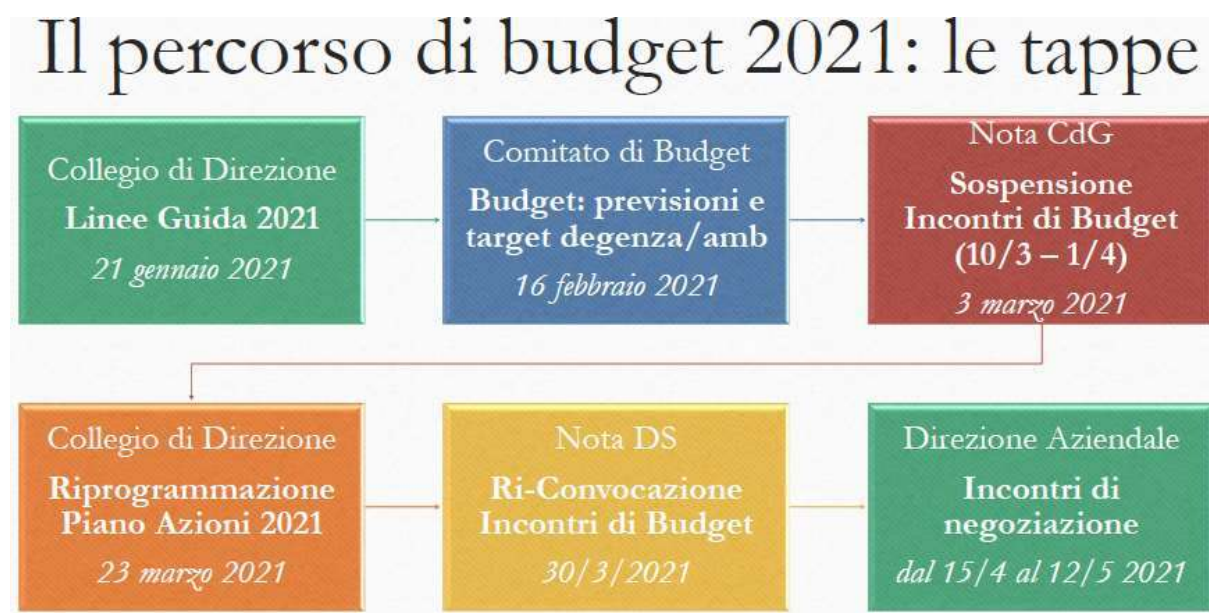 Il percorso di budget 2021: le tappe
Collegio di Direzione
Linee Guida 2021
21 gennaio 2021
Comitato di Budget
Budget: previsioni e
target degenza/amb
16 febbraio 2021
Nota CdG
Sospensione
Incontri di Budget
(10/3 – 1/4)
3 marzo 2021
Collegio di Direzione
Riprogrammazione
Piano Azioni 2021
23 marzo 2021
Nota DS
Ri-Convocazione
Incontri di Budget
30/3/2021
Direzione Aziendale
Incontri di
negoziazione
dal 15/4 al 12/5 2021